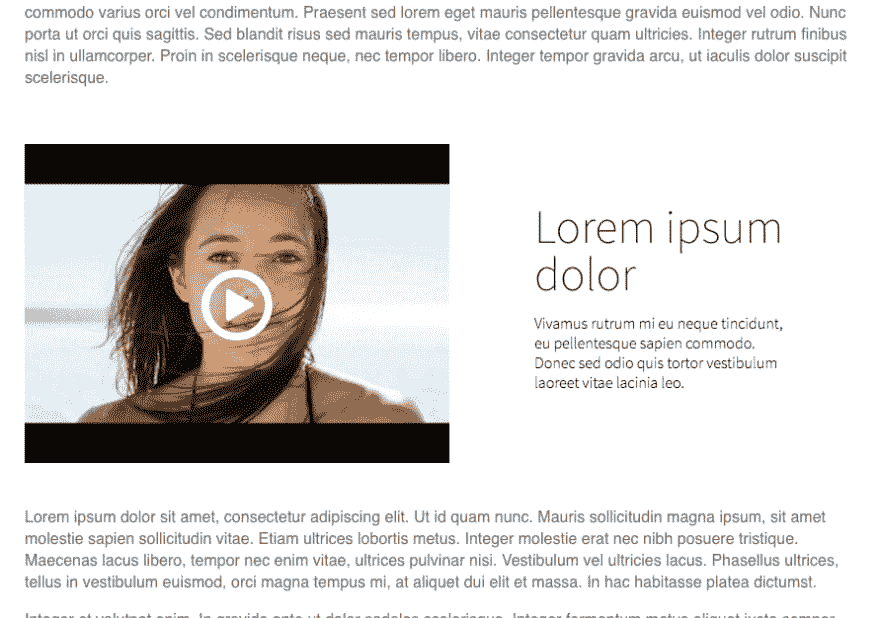 commodo varius orci vel condimentum. Praesent sed lorem eget mauris pellentesque gravida euismod vel odio. Nunc
porta ut orci quis sagittis. Sed blandit risus sed mauris tempus, vitae consectetur quam ultricies. Integer rutrum finibus
nisl in ullamcorper. Proin in scelerisque neque, nec tempor libero. Integer tempor gravida arcu, ut iaculis dolor suscipit
scelerisque.
Lorem ipsum
dolor
Vivamus rutrum mi eu neque tincidunt,
eu pellentesque sapien commodo.
Donec sed odio quis tortor vestibulum
laoreet vitae lacinia leo.
Lorem ipsum dolor sit amet, consectetur adipiscing elit. Ut id quam nunc. Mauris sollicitudin magna ipsum, sit amet
molestie sapien sollicitudin vitae. Etiam ultrices lobortis metus. Integer molestie erat nec nibh posuere tristique.
Maecenas lacus libero, tempor nec enim vitae, ultrices pulvinar nisi. Vestibulum vel ultricies lacus. Phasellus ultrices,
tellus in vestibulum euismod, orci magna tempus mi, at aliquet dui elit et massa. In hac habitasse platea dictumst.